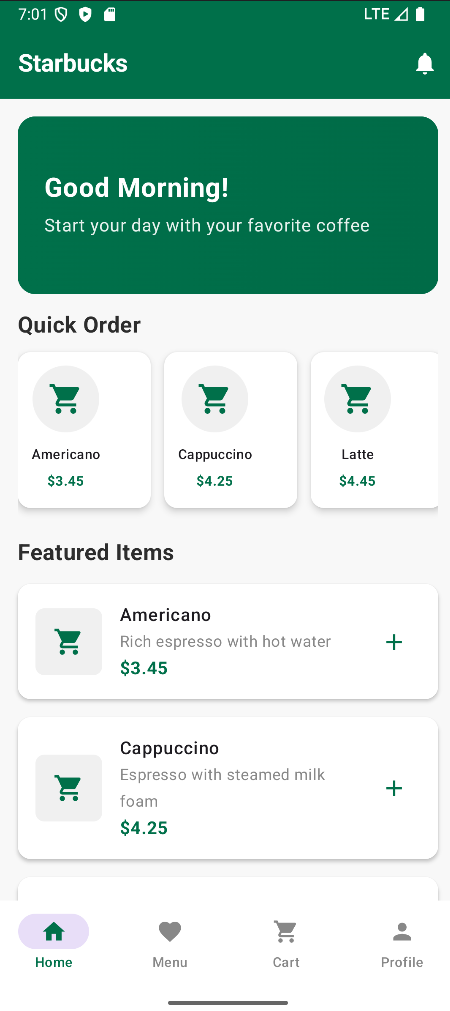 7:01
LTE
Starbucks
Good Morning!
Start your day with your favorite coffee
Quick Order
Americano
$3.45
Cappuccino
$4.25
Latte
$4.45
Featured Items
Americano
Rich espresso with hot water
$3.45
Cappuccino
Espresso with steamed milk
foam
$4.25
Home
Menu
Cart
Profile